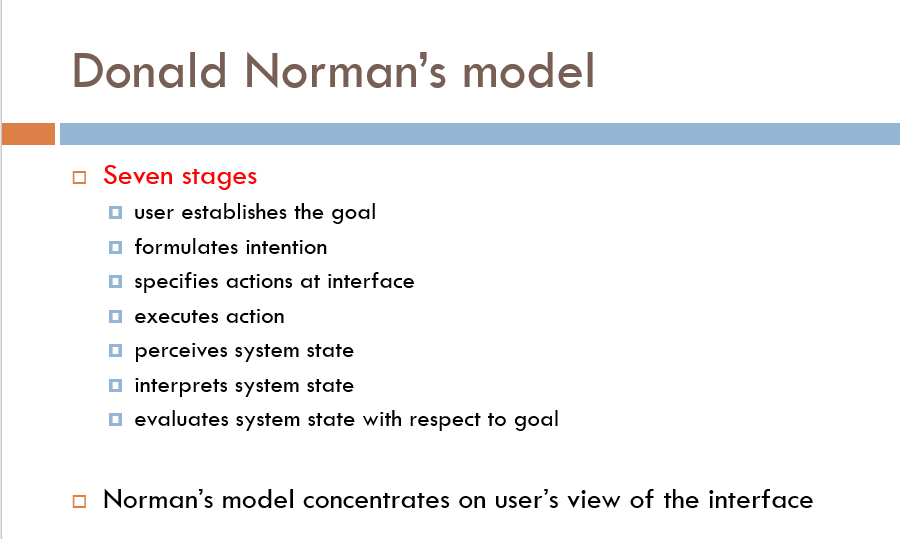 Donald Norman's model
Seven stages
user establishes the goal
formulates intention
specifies actions at interface
executes action
perceives system state
interprets system state
evaluates system state with respect to goal
Norman's model concentrates on user's view of the interface